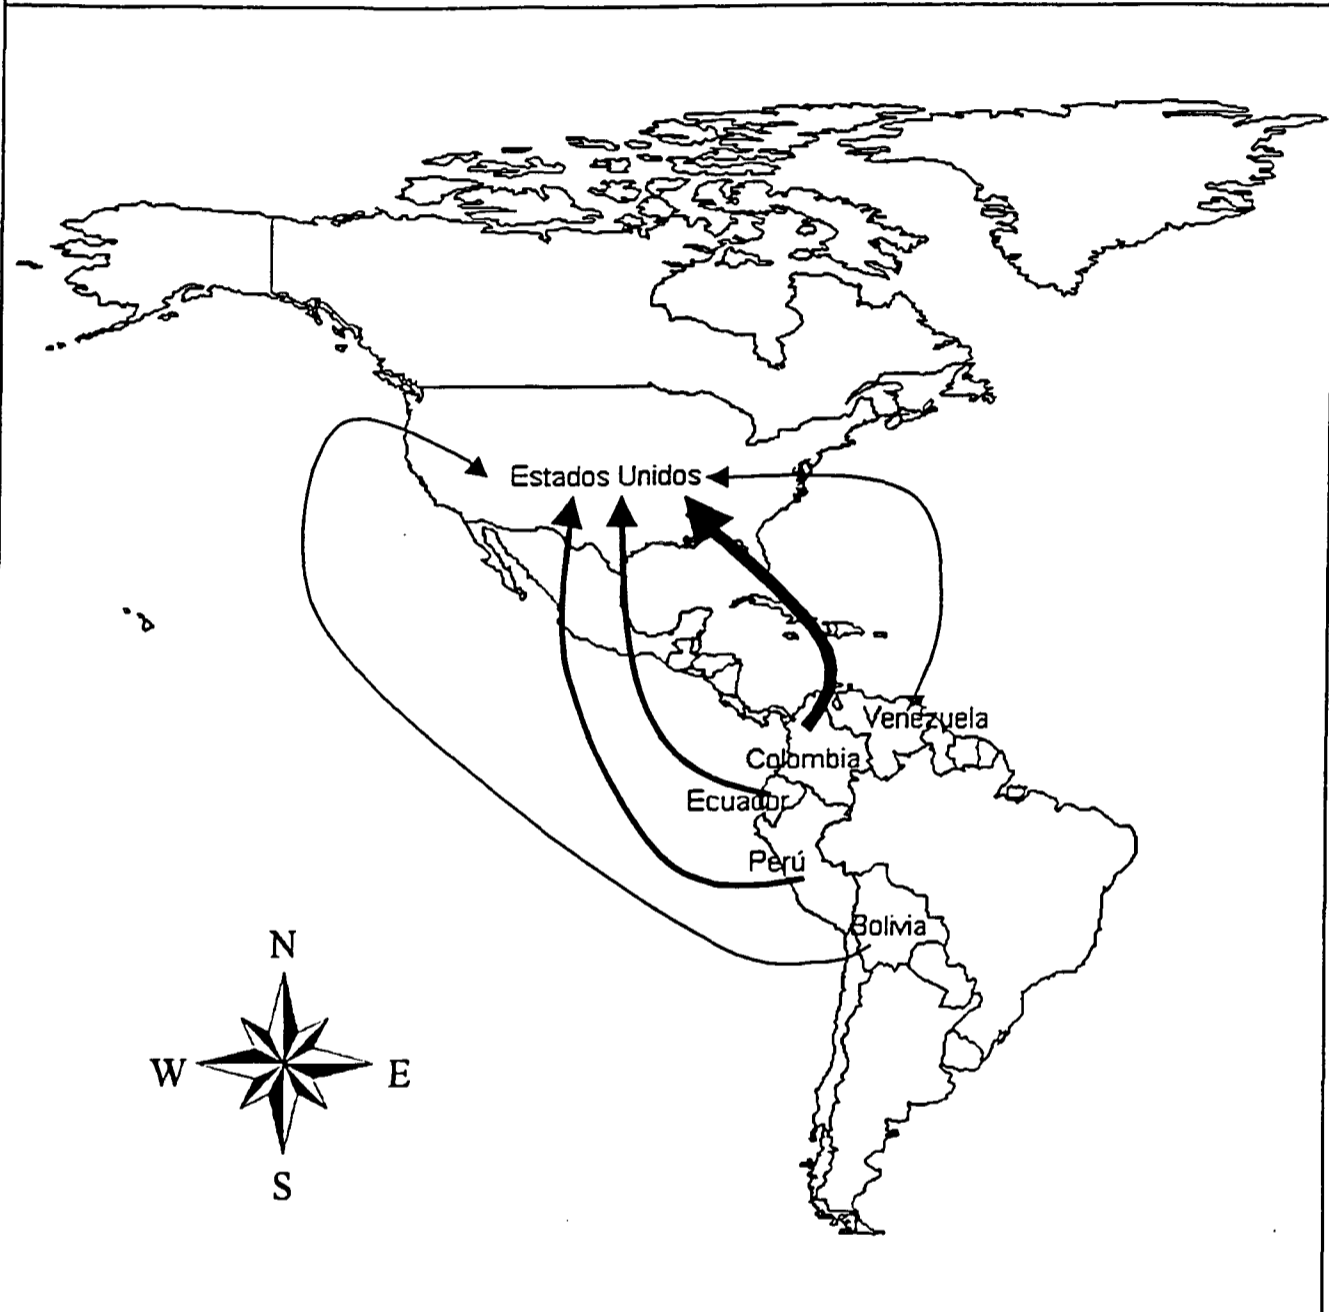 Estados Unidos
Venezuela
Colombia
Ecuador
Perú
Bolivia
N
W
E
S